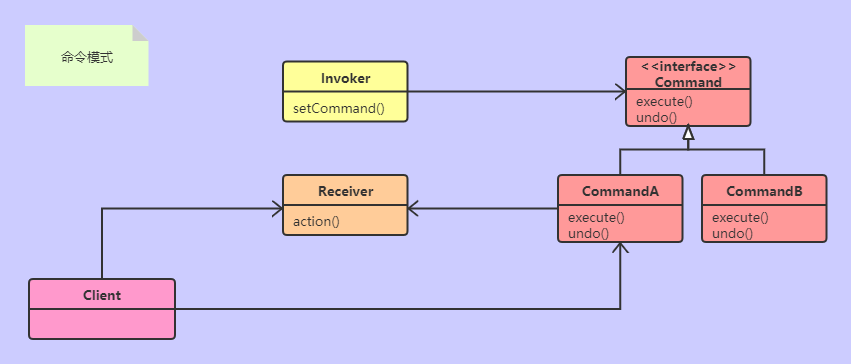 命令模式
Invoker
setCommand()
<<interface>>
Command
execute()
undo()
Receiver
action()
CommandA
execute()
undo()
CommandB
execute()
undo()
Client